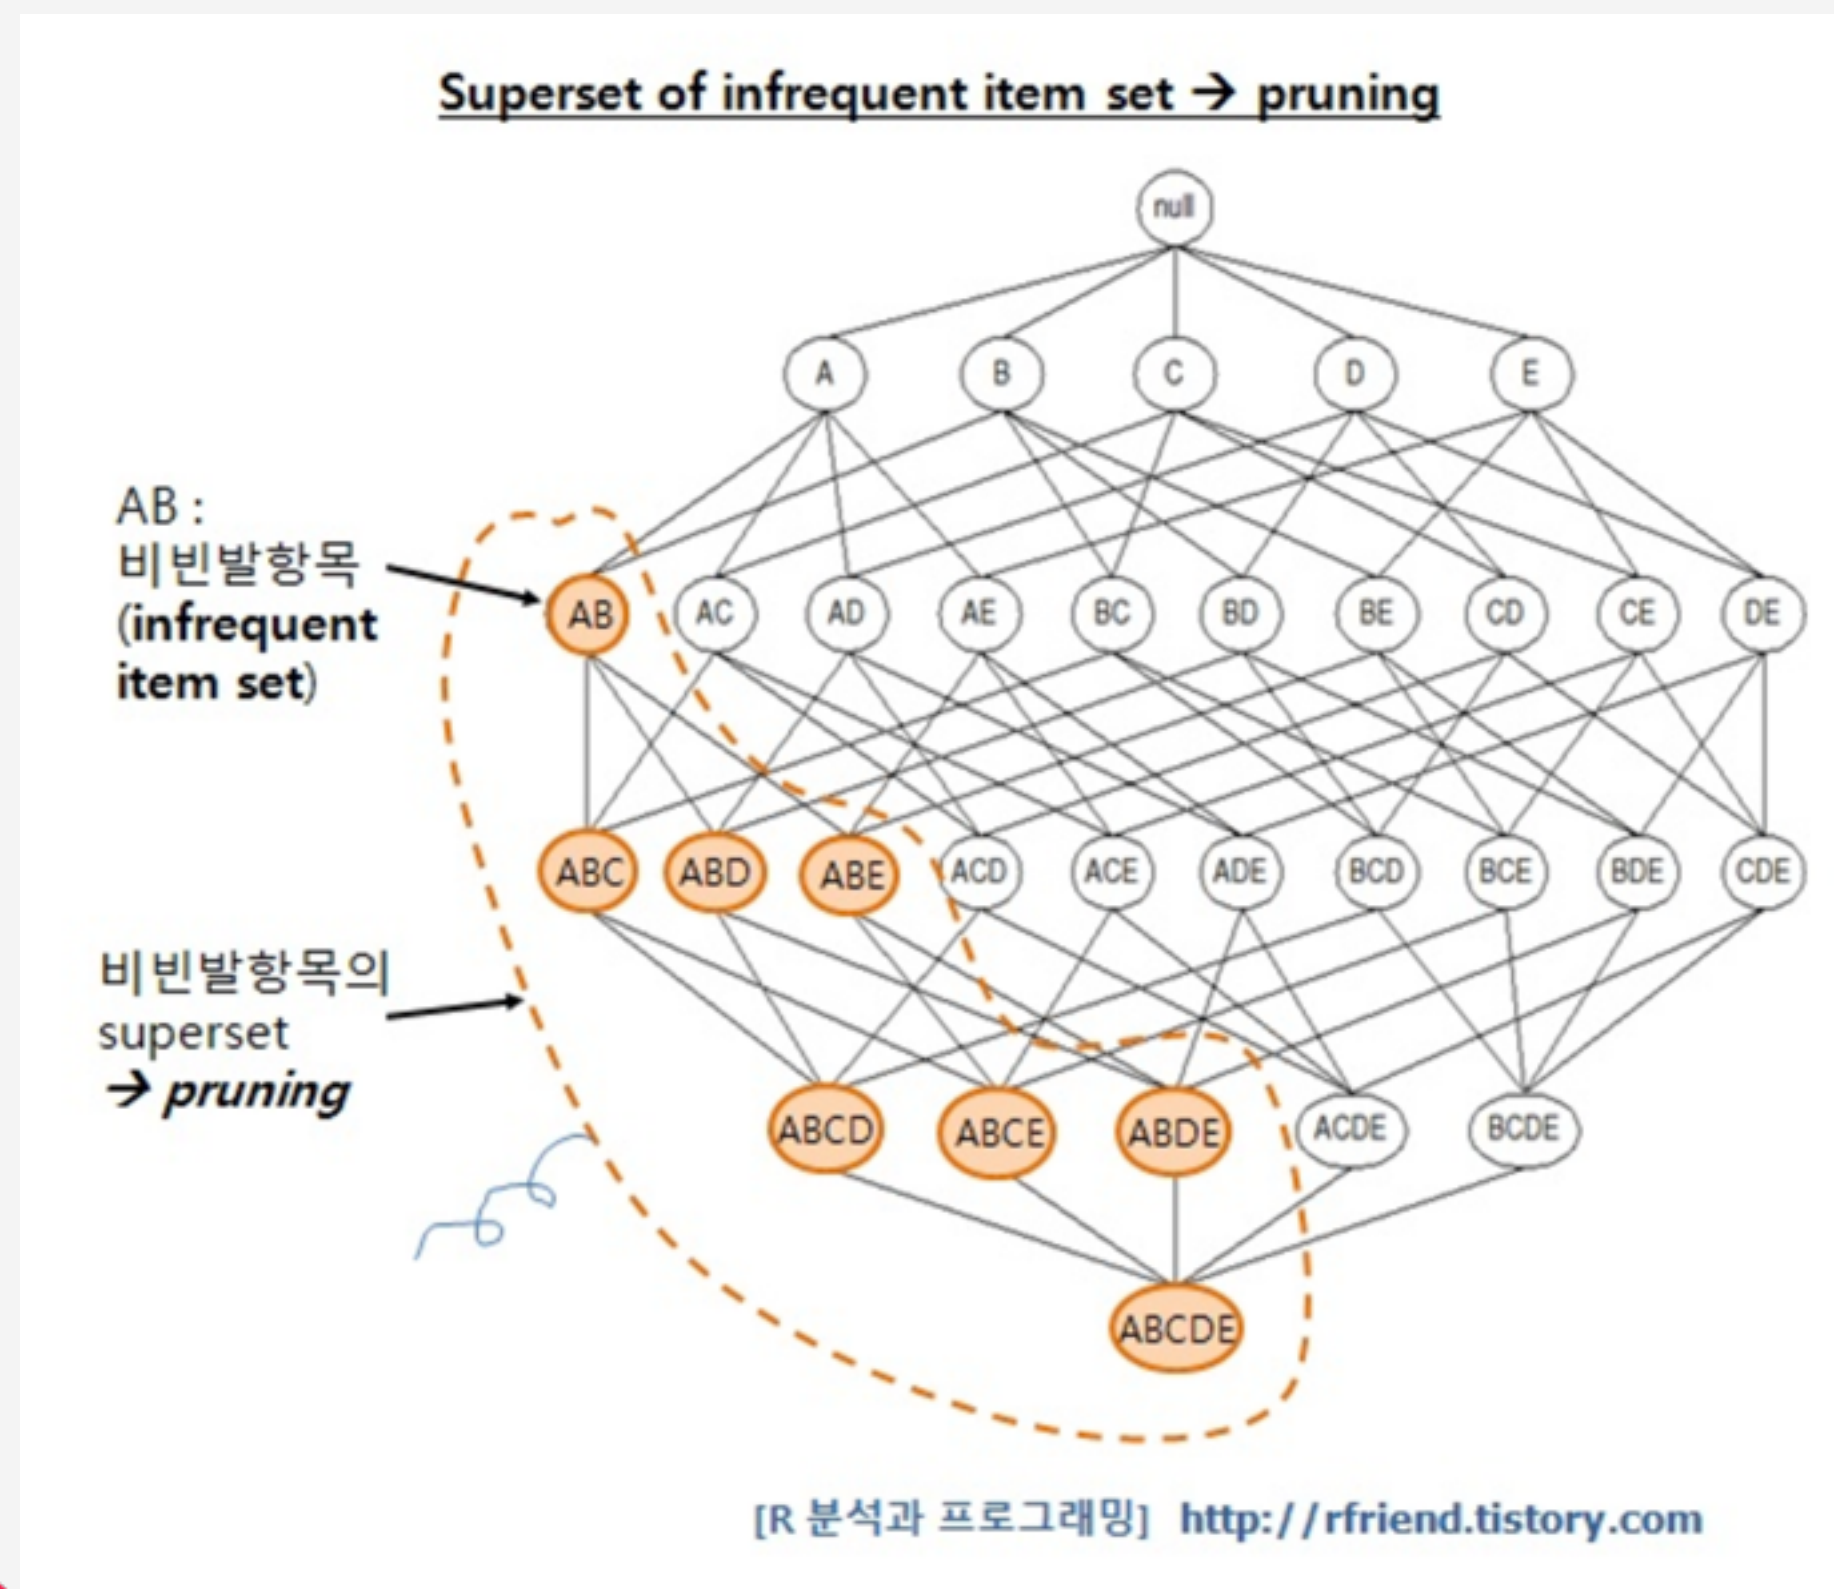 Superset of infrequent item set → pruning
null
A B C D E
AB :
비빈발항목
(infrequent
item set)
AB AC AD AE BC BD BE CD CE DE
ABC ABD ABE ACD ACE ADE BCD BCE BDE CDE
비빈발항목의
superset
→ pruning
ABCD ABCE ABDE ACDE BCDE
ABCDE
[R 분석과 프로그래밍] http://rfriend.tistory.com